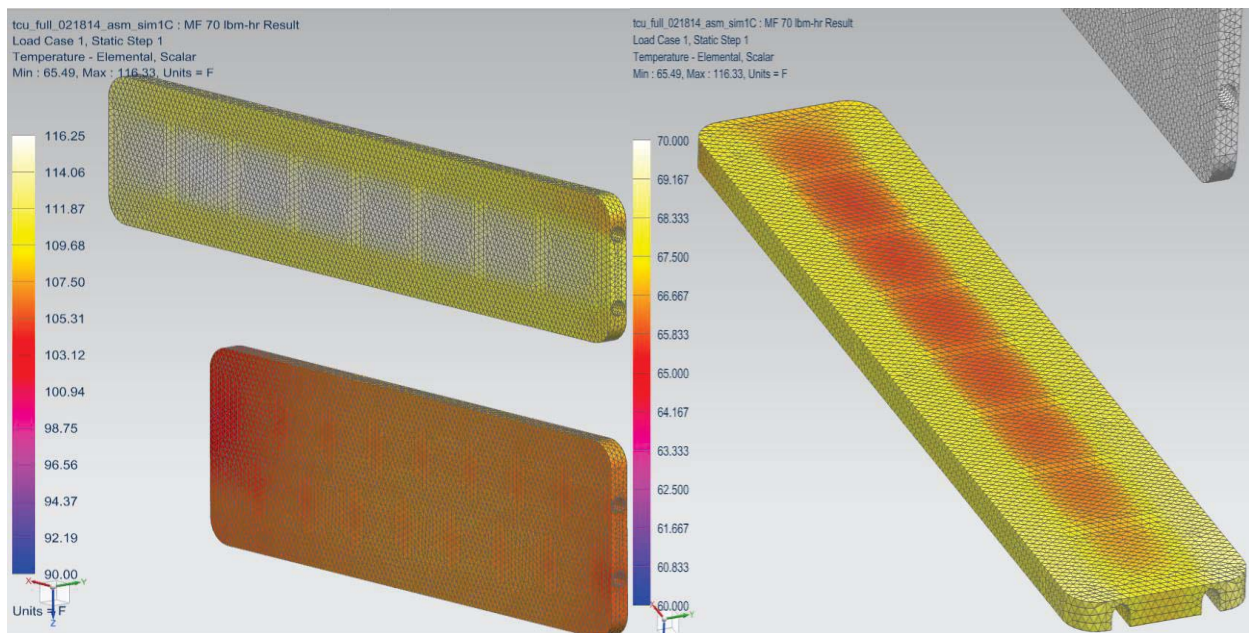 tcu_full_021814_asm_sim1C : MF 70 lbm-hr Result
Load Case 1, Static Step 1
Temperature - Elemental, Scalar
Min : 65.49, Max : 116.33, Units = F
116.25
114.06
111.87
109.68
107.50
105.31
103.12
100.94
98.75
96.56
94.37
92.19
90.00
X
Y
Z
Units = F
tcu_full_021814_asm_sim1C : MF 70 lbm-hr Result
Load Case 1, Static Step 1
Temperature - Elemental, Scalar
Min : 65.49, Max : 116.33, Units = F
70.000
69.167
68.333
67.500
66.667
65.833
65.000
64.167
63.333
62.500
61.667
60.833
60.000
X
Y